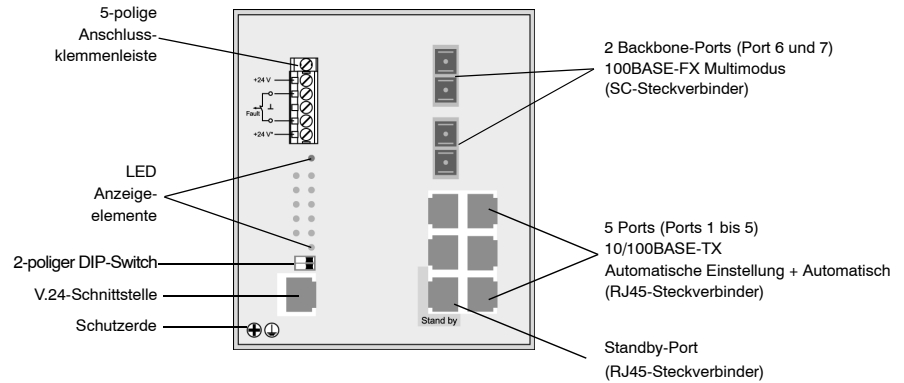 5-polige
Anschluss-
klemmenleiste
+24 V
Fault
+24 V*
LED
Anzeige-
elemente
2-poliger DIP-Switch
V.24-Schnittstelle
Schutzerde
Stand by
2 Backbone-Ports (Port 6 und 7)
100BASE-FX Multimodus
(SC-Steckverbinder)
5 Ports (Ports 1 bis 5)
10/100BASE-TX
Automatische Einstellung + Automatisch
(RJ45-Steckverbinder)
Standby-Port
(RJ45-Steckverbinder)